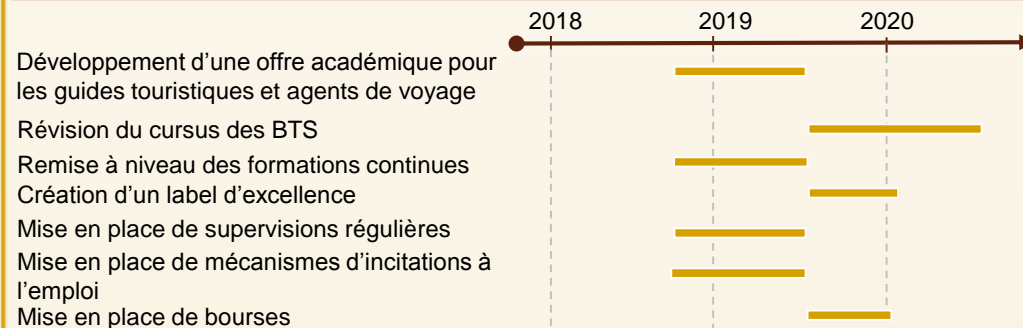 2018 2019 2020
Développement d’une offre académique pour
les guides touristiques et agents de voyage
Révision du cursus des BTS
Remise à niveau des formations continues
Création d’un label d’excellence
Mise en place de supervisions régulières
Mise en place de mécanismes d’incitations à
l’emploi
Mise en place de bourses